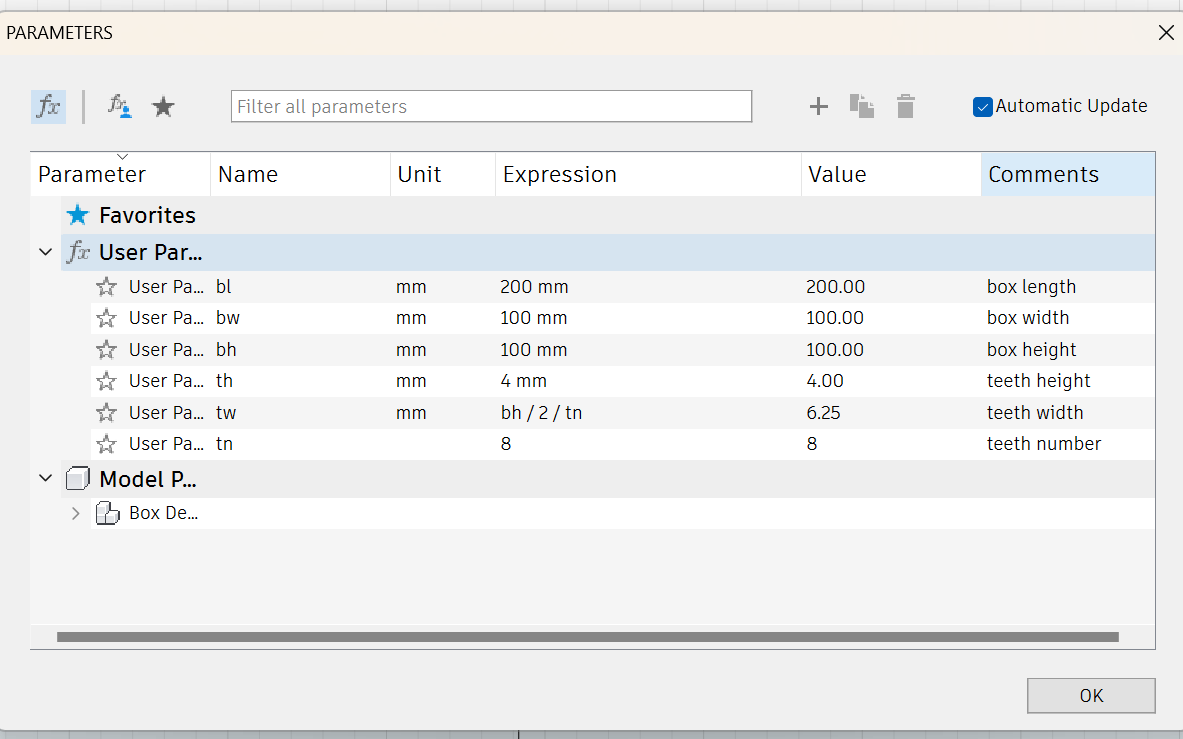 PARAMETERS
fx fx Filter all parameters Automatic Update
Parameter Name Unit Expression Value Comments
Favorites
fx User Par...
User Pa... bl mm 200 mm 200.00 box length
User Pa... bw mm 100 mm 100.00 box width
User Pa... bh mm 100 mm 100.00 box height
User Pa... th mm 4 mm 4.00 teeth height
User Pa... tw mm bh / 2 / tn 6.25 teeth width
User Pa... tn 8 8 teeth number
Model P...
Box De...
OK